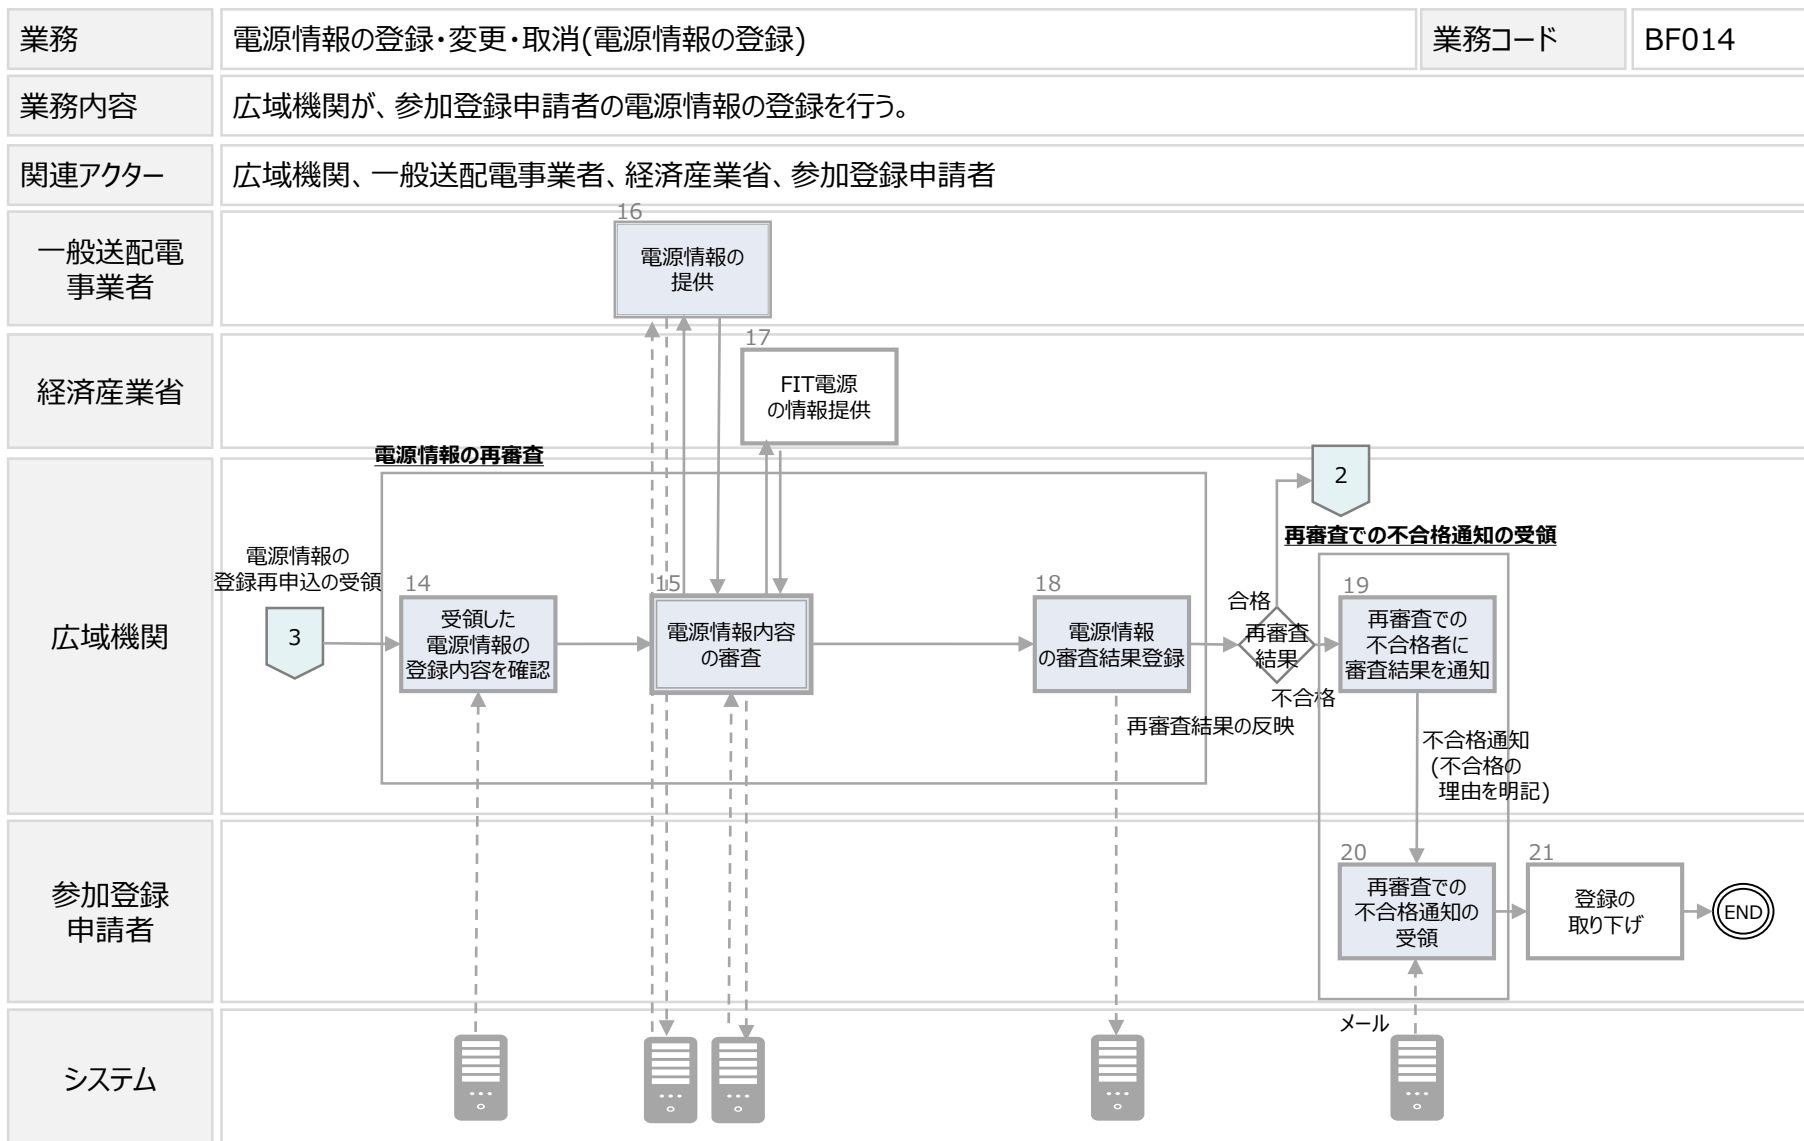 業務
電源情報の登録・変更・取消(電源情報の登録)
業務コード
BF014
業務内容
広域機関が、参加登録申請者の電源情報の登録を行う。
関連アクター
広域機関、一般送配電事業者、経済産業省、参加登録申請者
一般送配電
事業者
16
電源情報の
提供
経済産業省
17
FIT電源
の情報提供
広域機関
電源情報の再審査
電源情報の
登録再申込の受領
3
14
受領した
電源情報の
登録内容を確認
15
電源情報内容
の審査
18
電源情報
の審査結果登録
再審査結果の反映
合格
再審査
結果
不合格
2
再審査での不合格通知の受領
19
再審査での
不合格者に
審査結果を通知
不合格通知
(不合格の
理由を明記)
参加登録
申請者
20
再審査での
不合格通知の
受領
21
登録の
取り下げ
END
システム
メール